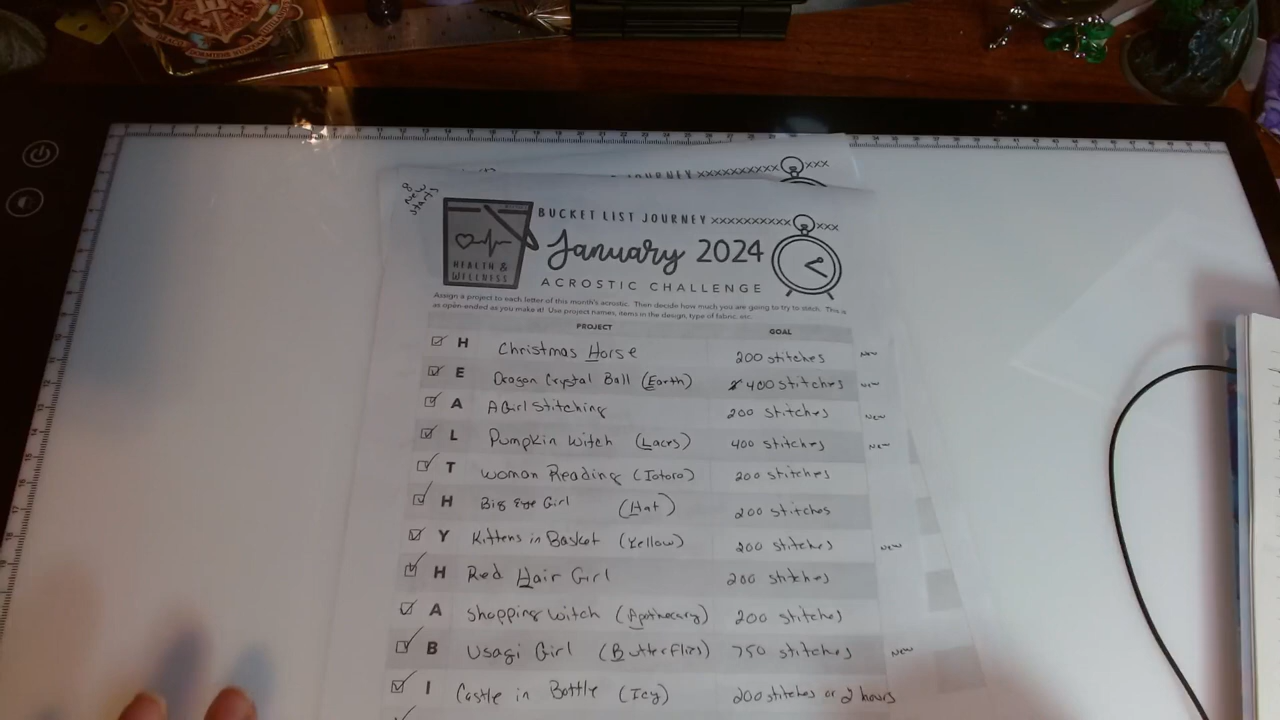 8
New
Starts
BUCKET LIST JOURNEY XXXXXXXXXX XXX
January 2024
HEALTH &
WELLNESS
ACROSTIC CHALLENGE
Assign a project to each letter of this month's acrostic. Then decide how much you are going to try to stitch. This is
as open-ended as you make it! Use project names, items in the design, type of fabric, etc.
PROJECT GOAL
H Christmas Horse 200 stitches New
E Dragon Crystal Ball (Earth) 400 stitches New
A A Girl Stitching 200 stitches New
L Pumpkin Witch (Laces) 400 stitches New
T Woman Reading (Totoro) 200 stitches
H Big Eye Girl (Hat) 200 stitches
Y Kittens in Basket (Yellow) 200 stitches New
H Red Hair Girl 200 stitches
A Shopping Witch (Apothecary) 200 stitches
B Usagi Girl (Butterflies) 750 stitches New
I Castle in Bottle (Icy) 200 stitches or 2 hours